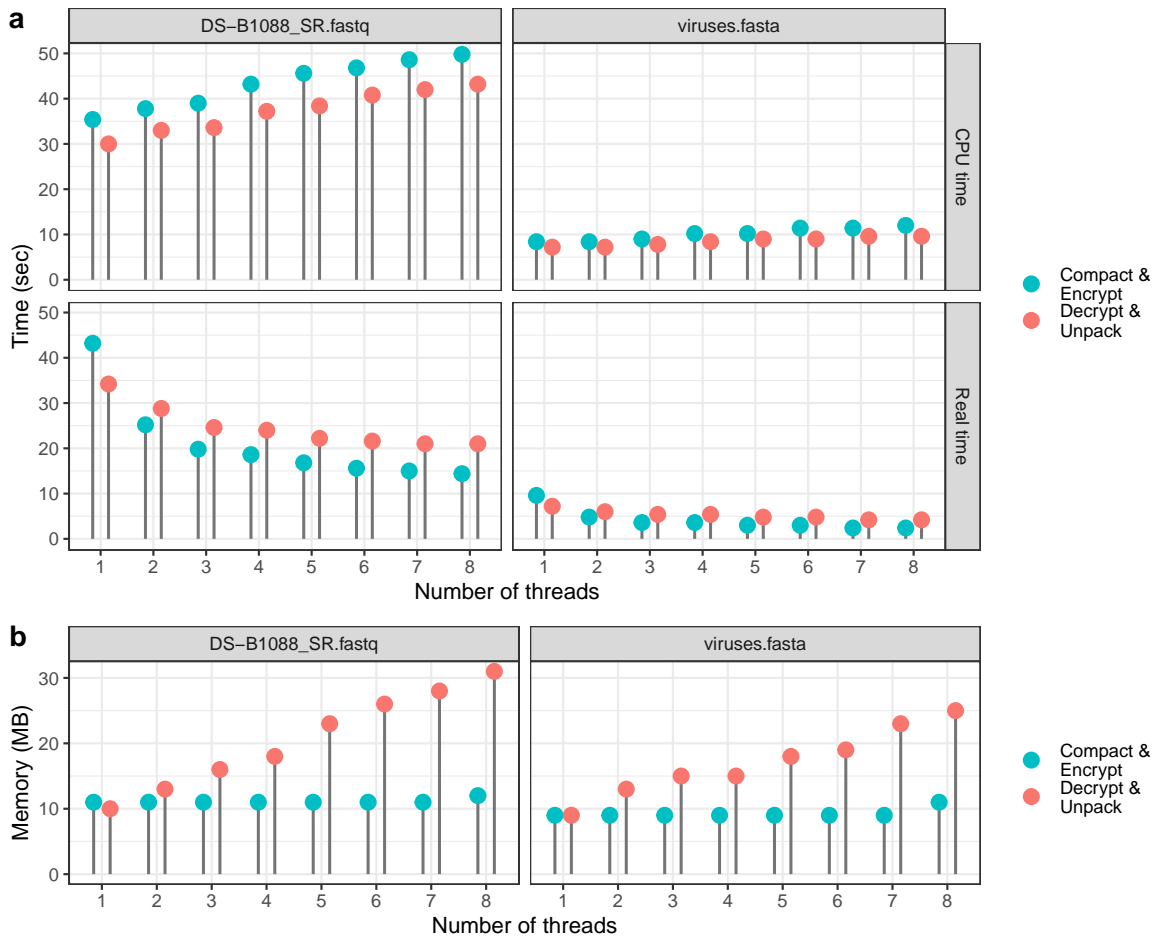 a
DS−B1088_SR.fastq
viruses.fasta
50
40
30
20
10
0
CPU time
50
40
30
20
10
0
Real time
Time (sec)
1 2 3 4 5 6 7 8
1 2 3 4 5 6 7 8
Number of threads
Compact &
Encrypt
Decrypt &
Unpack
b
DS−B1088_SR.fastq
viruses.fasta
30
20
10
0
Memory (MB)
1 2 3 4 5 6 7 8
1 2 3 4 5 6 7 8
Number of threads
Compact &
Encrypt
Decrypt &
Unpack